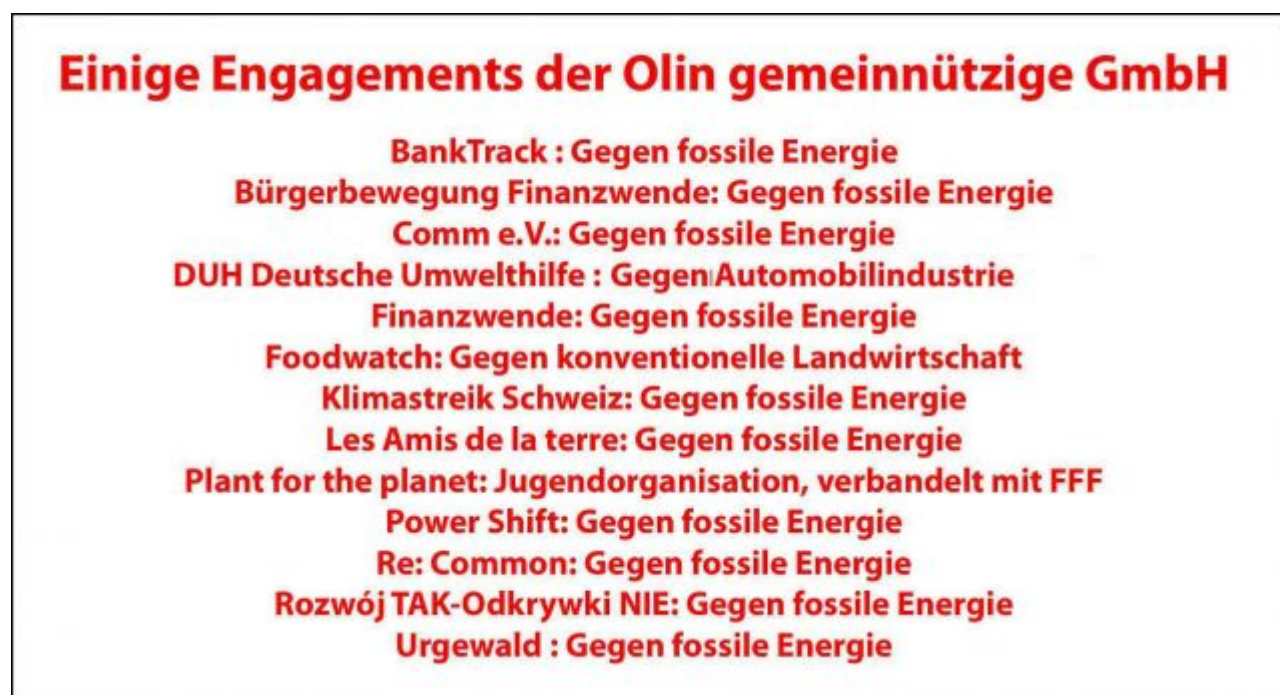 Einige Engagements der Olin gemeinnützige GmbH
BankTrack : Gegen fossile Energie
Bürgerbewegung Finanzwende: Gegen fossile Energie
Comm e.V.: Gegen fossile Energie
DUH Deutsche Umwelthilfe : Gegen Automobilindustrie
Finanzwende: Gegen fossile Energie
Foodwatch: Gegen konventionelle Landwirtschaft
Klimastreik Schweiz: Gegen fossile Energie
Les Amis de la terre: Gegen fossile Energie
Plant for the planet: Jugendorganisation, verbandelt mit FFF
Power Shift: Gegen fossile Energie
Re: Common: Gegen fossile Energie
Rozwój TAK-Odkrywki NIE: Gegen fossile Energie
Urgewald : Gegen fossile Energie